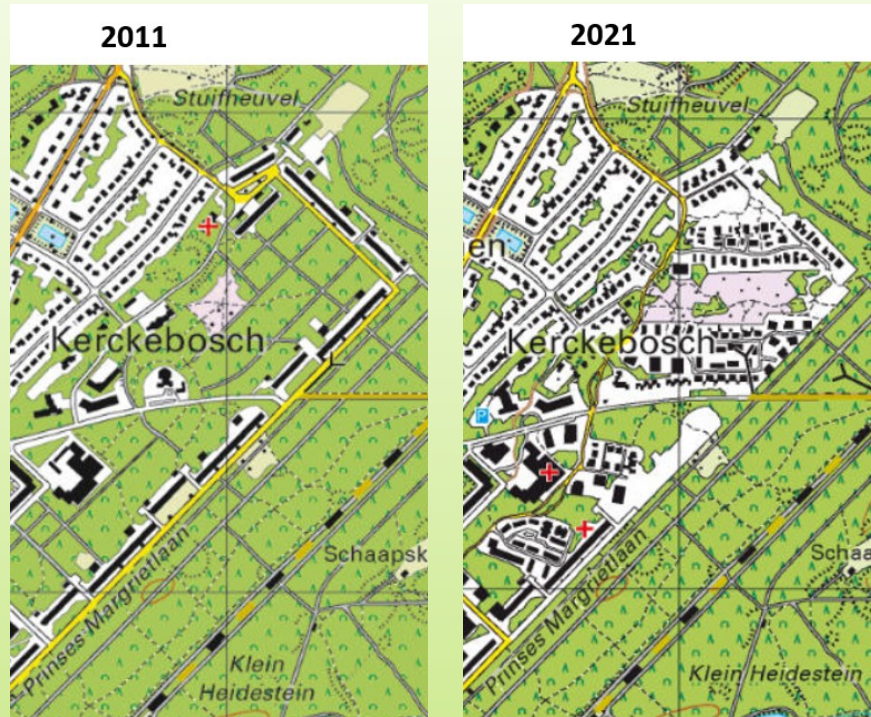 2011
Stuifheuvel
Kerckebosch
Schaapsk
Prinses Margrietlaan
Klein
Heidestein
2021
Stuifheuvel
en
Kerckebosch
P
Schaa
Prinses Margrietlaan
Klein Heidestein